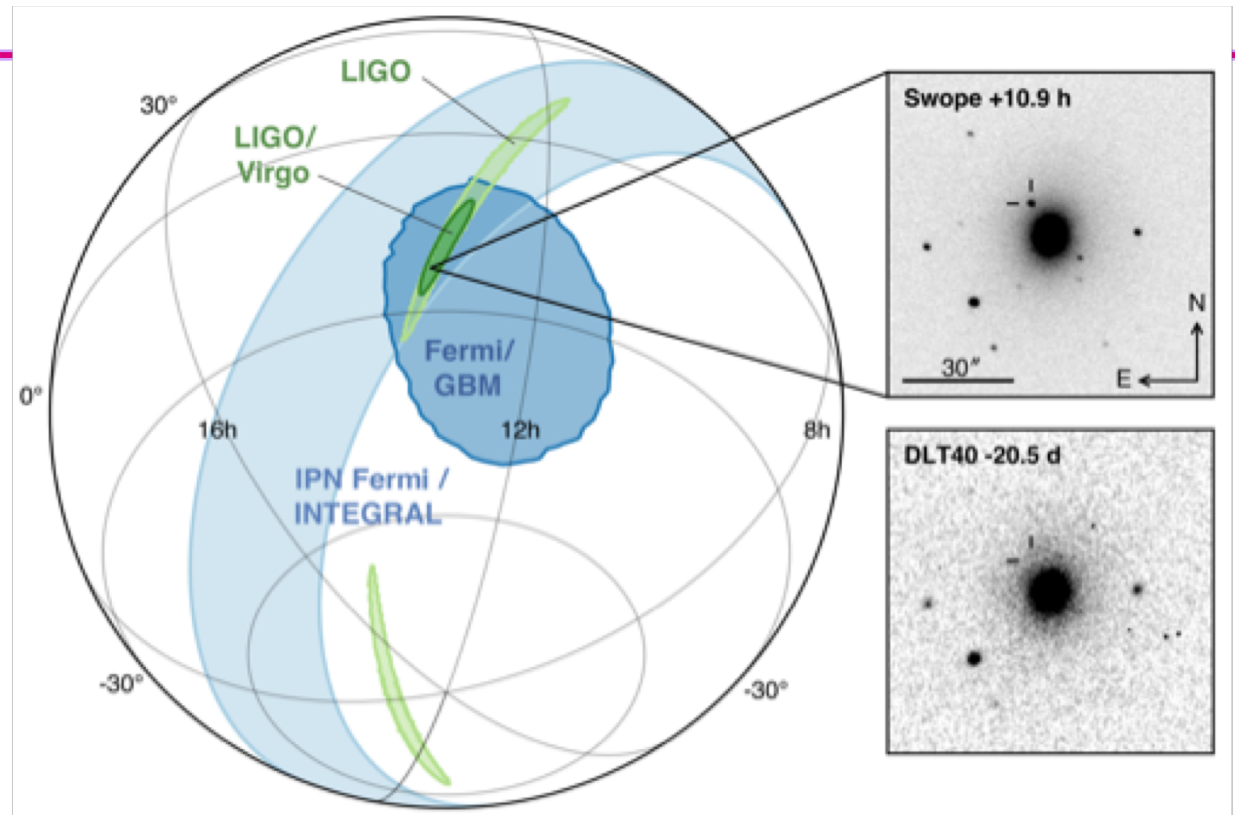 LIGO
30°
LIGO/
Virgo
Swope +10.9 h
N
Fermi/
GBM
30″
E
0°
16h
12h
8h
DLT40 -20.5 d
IPN Fermi /
INTEGRAL
-30°
-30°